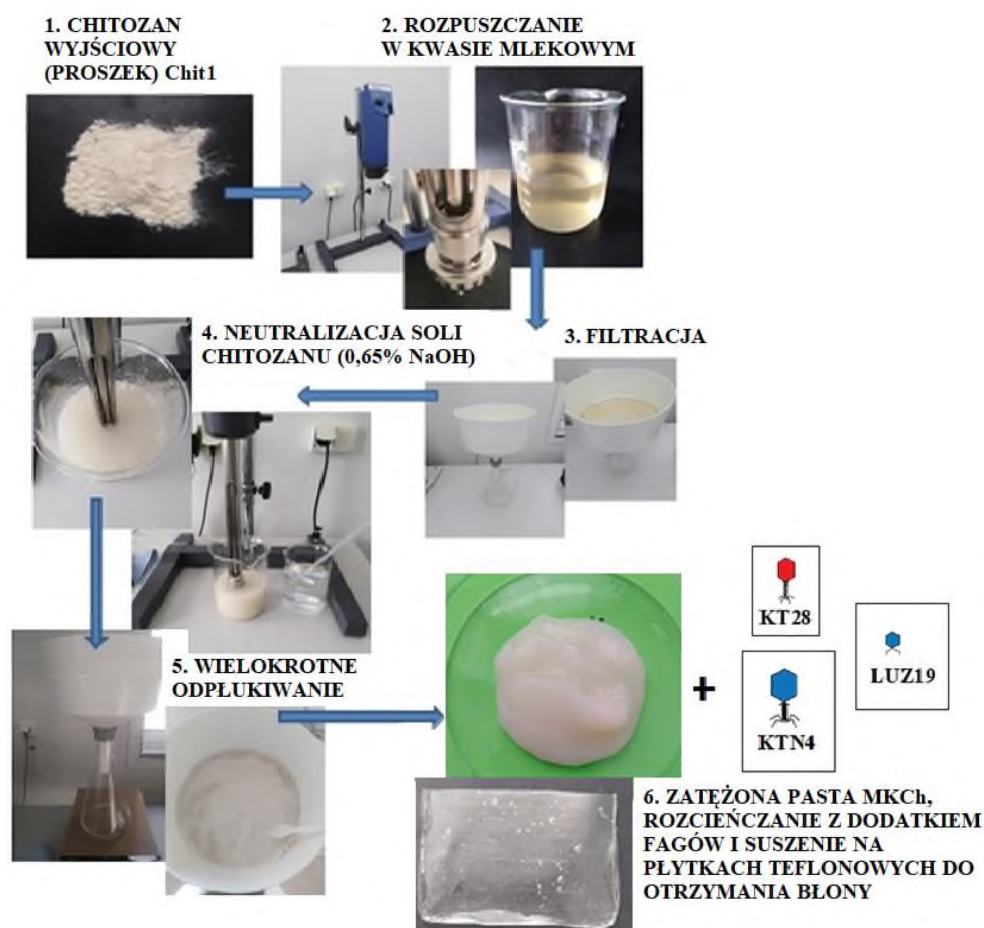 1. CHITOZAN
WYJŚCIOWY
(PROSZEK) Chit1
2. ROZPUSZCZANIE
W KWASIE MLEKOWYM
3. FILTRACJA
4. NEUTRALIZACJA SOLI
CHITOZANU (0,65% NaOH)
5. WIELOKROTNE
ODPŁUKIWANIE
+
KT28
LUZ19
KTN4
6. ZATĘŻONA PASTA MKCh,
ROZCIEŃCZANIE Z DODATKIEM
FAGÓW I SUSZENIE NA
PŁYTKACH TEFLONOWYCH DO
OTRZYMANIA BŁONY